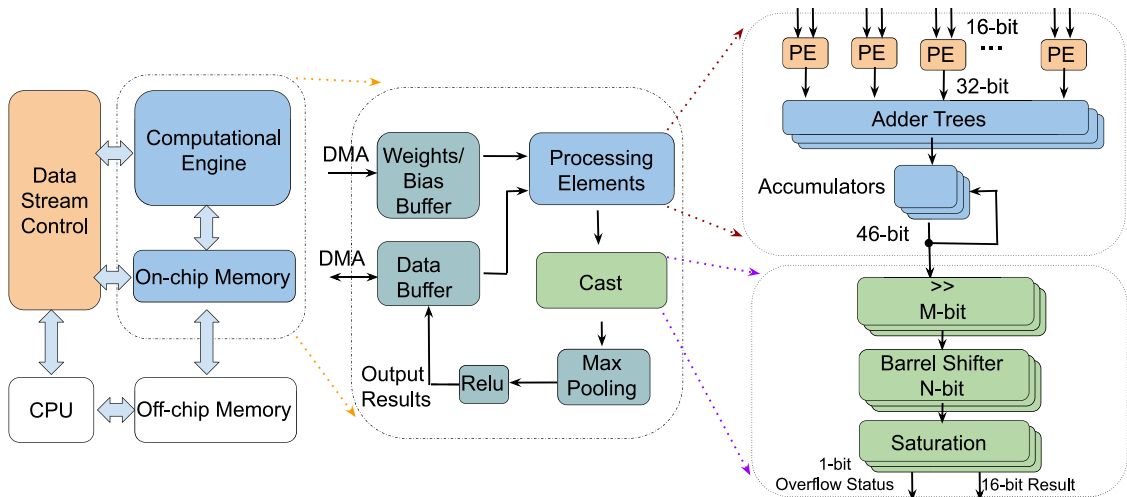 Data
Stream
Control
Computational
Engine
On-chip Memory
CPU
Off-chip Memory
DMA
Weights/
Bias
Buffer
Processing
Elements
DMA
Data
Buffer
Cast
Output
Results
Relu
Max
Pooling
16-bit
PE
PE
PE
...
PE
32-bit
Adder Trees
Accumulators
46-bit
>>
M-bit
Barrel Shifter
N-bit
Saturation
1-bit
Overflow Status
16-bit Result